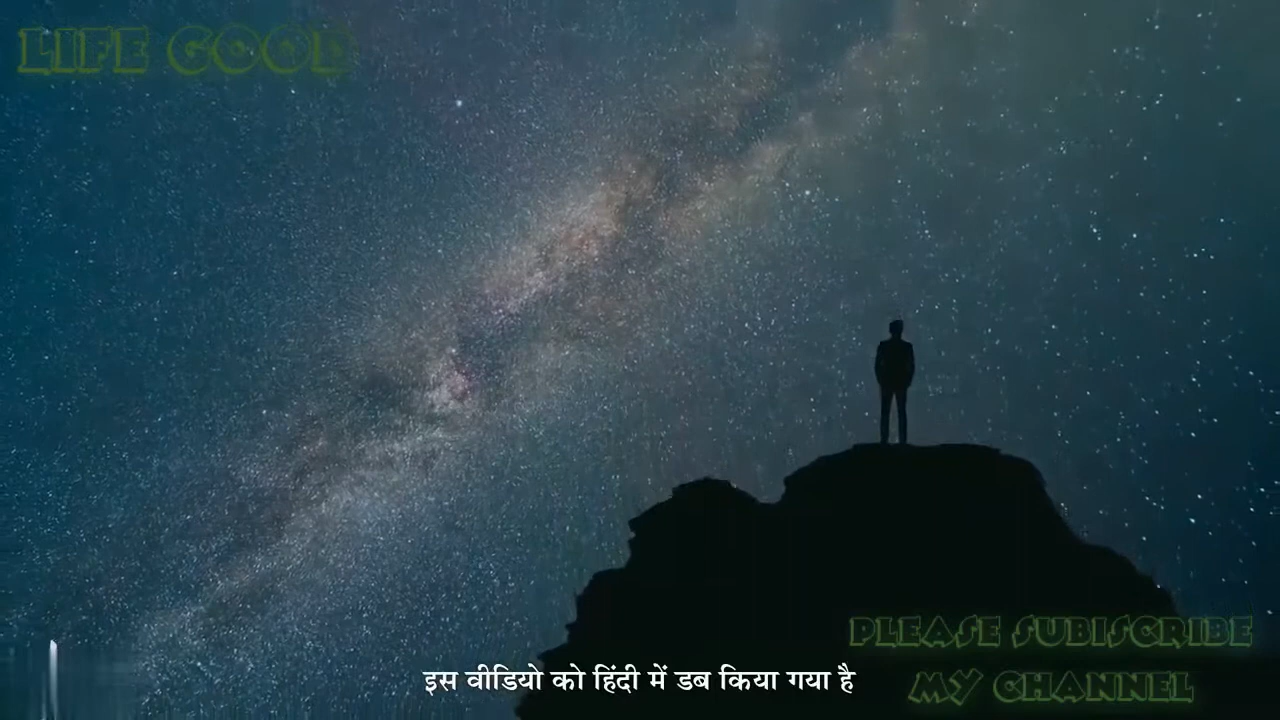 LIFE GOOD
PLEASE SUBISCRIBE
MY CHANNEL
इस वीडियो को हिंदी में डब किया गया है